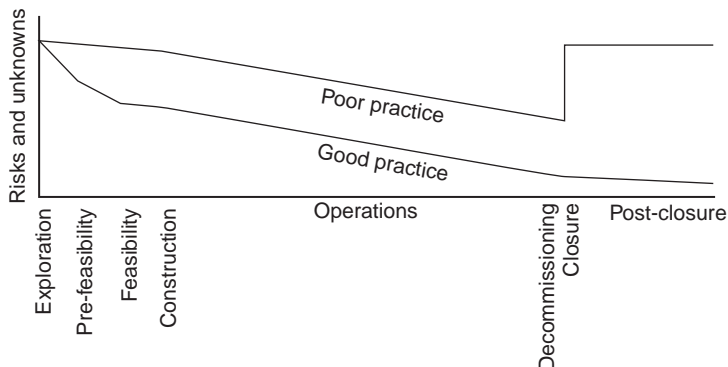 Risks and unknowns
Poor practice
Good practice
Exploration
Pre-feasibility
Feasibility
Construction
Operations
Decommissioning
Closure
Post-closure